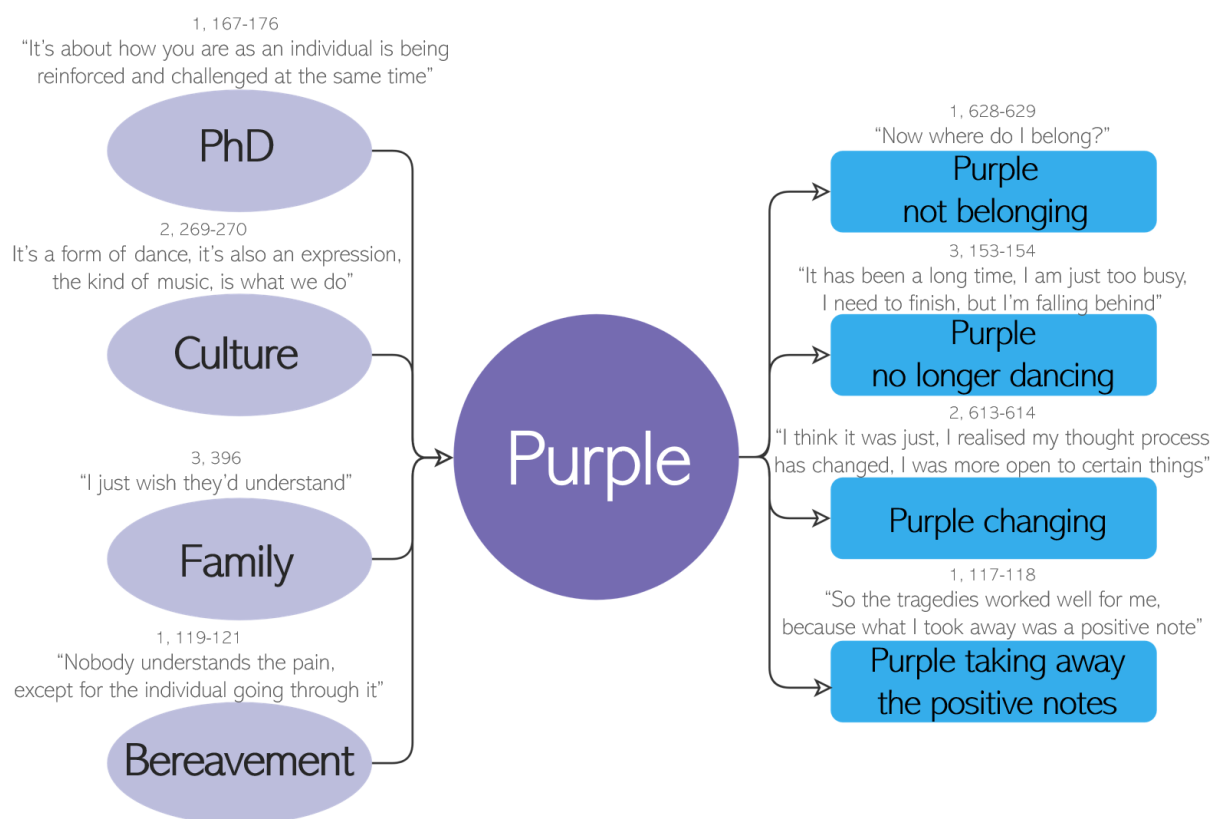 1, 167-176
“It’s about how you are as an individual is being
reinforced and challenged at the same time”
PhD
2, 269-270
It’s a form of dance, it’s also an expression,
the kind of music, is what we do”
Culture
3, 396
“I just wish they’d understand”
Family
1, 119-121
“Nobody understands the pain,
except for the individual going through it”
Bereavement
Purple
1, 628-629
“Now where do I belong?”
Purple
not belonging
3, 153-154
“It has been a long time, I am just too busy,
I need to finish, but I’m falling behind”
Purple
no longer dancing
2, 613-614
“I think it was just, I realised my thought process
has changed, I was more open to certain things”
Purple changing
1, 117-118
“So the tragedies worked well for me,
because what I took away was a positive note”
Purple taking away
the positive notes